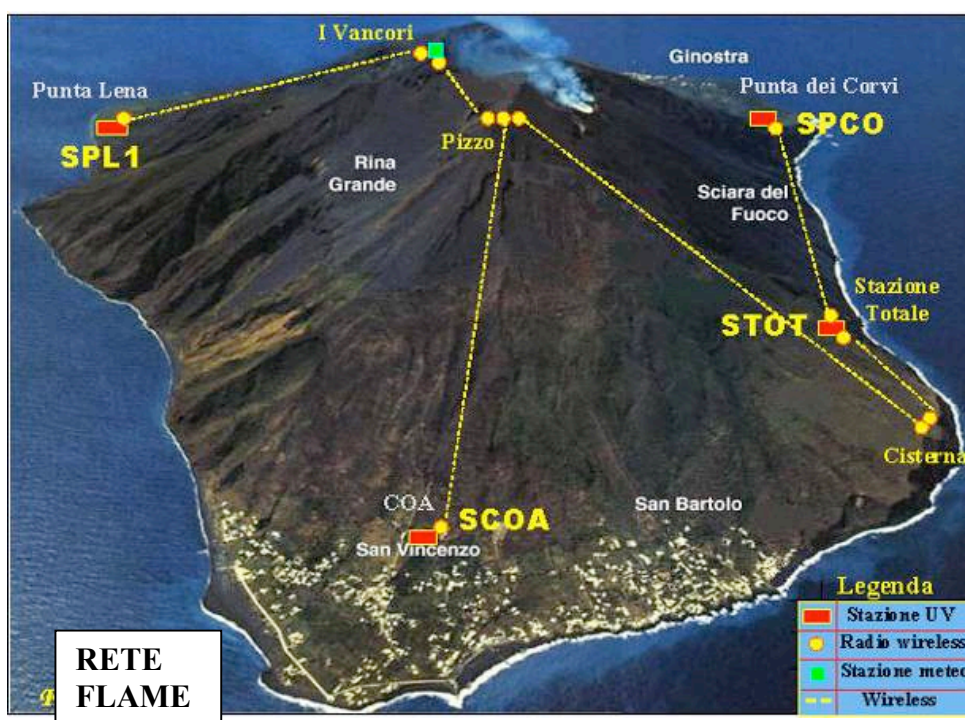 I Vancori
Ginostra
Punta Lena
Punta dei Corvi
SPL1
SPCO
Pizzo
Rina
Grande
Sciara del
Fuoco
Stazione
Totale
STOT
Cisterna
COA
SCOA
San Bartolo
San Vincenzo
Legenda
Stazione UV
Radio wireless
Stazione meteo
Wireless
RETE
FLAME